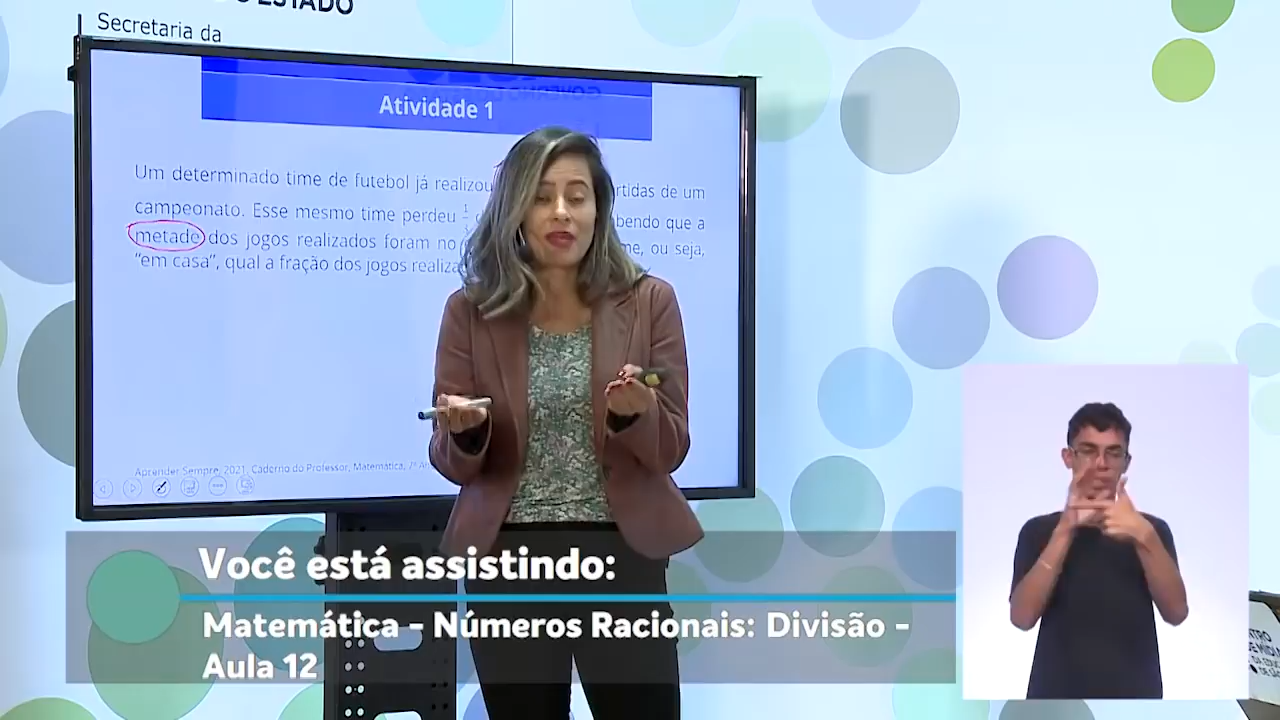 O ESTADO
Secretaria da
Atividade 1
Um determinado time de futebol já realizou rtidas de um
campeonato. Esse mesmo time perdeu bendo que a
metade dos jogos realizados foram no me, ou seja,
“em casa”, qual a fração dos jogos realiza
Aprender Sempre, 2021. Caderno do Professor, Matemática, 7º
Você está assistindo:
Matemática - Números Racionais: Divisão -
Aula 12